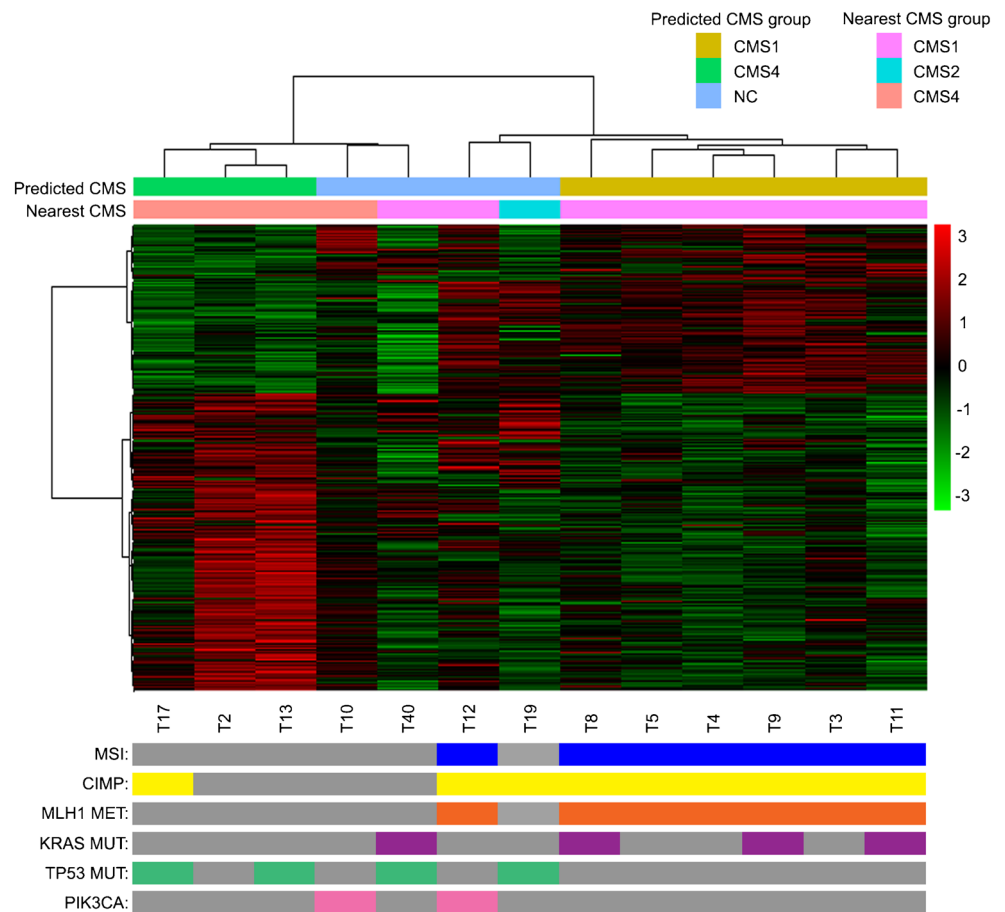 Predicted CMS group Nearest CMS group
CMS1 CMS1
CMS4 CMS2
NC CMS4
Predicted CMS
Nearest CMS
3
2
1
0
-1
-2
-3
T17 T2 T13 T10 T40 T12 T19 T8 T5 T4 T9 T3 T11
MSI:
CIMP:
MLH1 MET:
KRAS MUT:
TP53 MUT:
PIK3CA: